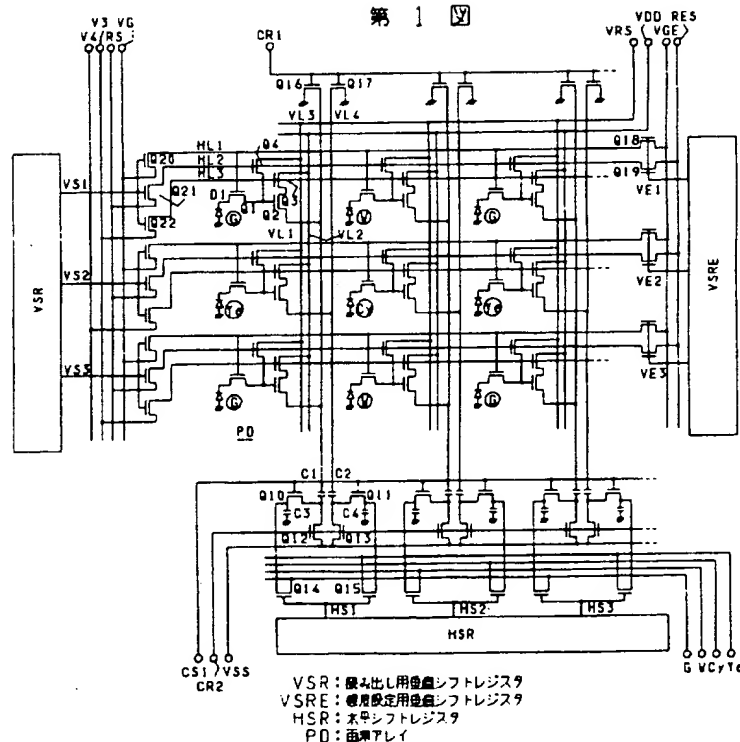 第 1 図
V3 VG
V4 RS
CR1
VDD RES
VRS VGE
Q16 Q17
VL3 VL4
HL1 Q4 Q18
Q20 HL2
HL3 Q19
VS1 Q21 D1 Q1 Q2 Q3 VE1
Q22 G W G
VL1 VL2
VSR VS2 Ye Cy Ye VE2 VSRE
VS3 VE3
G W G
PD
C1 C2
Q10 Q11
C3 C4
Q12 Q13
Q14 Q15
HS1 HS2 HS3
HSR
CS1 VSS G W Cy Ye
CR2
VSR:読み出し用垂直シフトレジスタ
VSRE:感度設定用垂直シフトレジスタ
HSR:水平シフトレジスタ
PD:画素アレイ